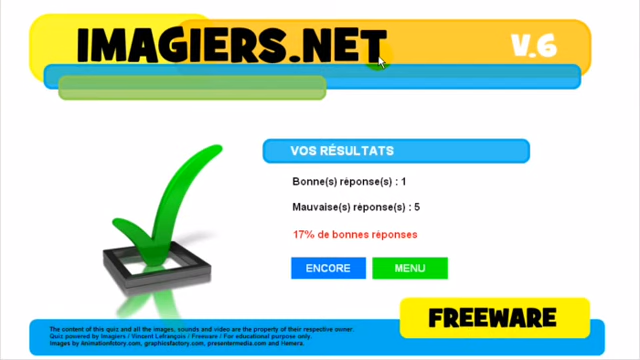 IMAGIERS.NET
V.6
VOS RÉSULTATS
Bonne(s) réponse(s) : 1
Mauvaise(s) réponse(s) : 5
17% de bonnes réponses
ENCORE
MENU
FREEWARE
The content of this quiz and all the images, sounds and video are the property of their respective owner.
Quiz powered by Imagiers / Vincent Lefrançois / Freeware / For educational purpose only.
Images by Animationfatory.com, graphicsfactory.com, presentermedia.com and Hemera.